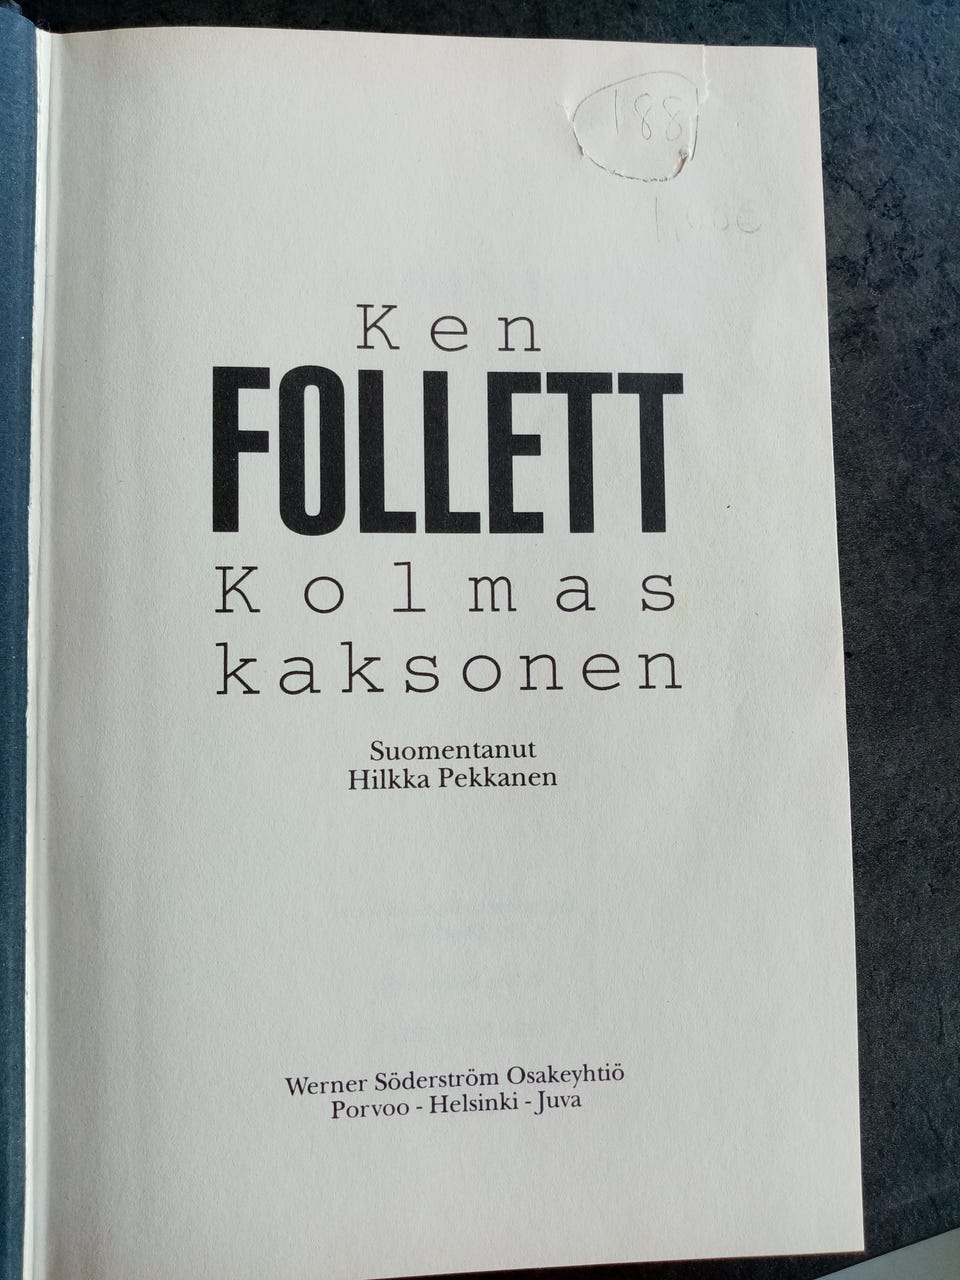 188
Ken
FOLLETT
Kolmas
kaksonen
Suomentanut
Hilkka Pekkanen
Werner Söderström Osakeyhtiö
Porvoo - Helsinki - Juva